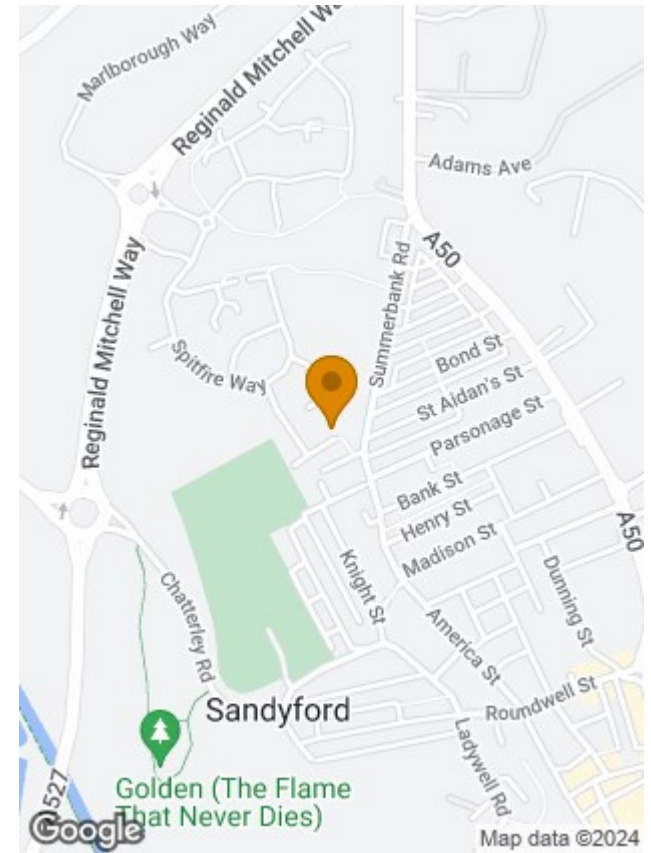 Marlborough Way
Reginald Mitchell W
Adams Ave
A50
Summerbank Rd
Reginald Mitchell Way
Spitfire Way
Bond St
St Aidan's St
Parsonage St
Bank St
Henry St
Madison St
A50
Knight St
Dunning St
Chatterley Rd
America St
Sandyford
Roundwell St
Ladywell Rd
Golden (The Flame
That Never Dies)
527
Google
Map data ©2024